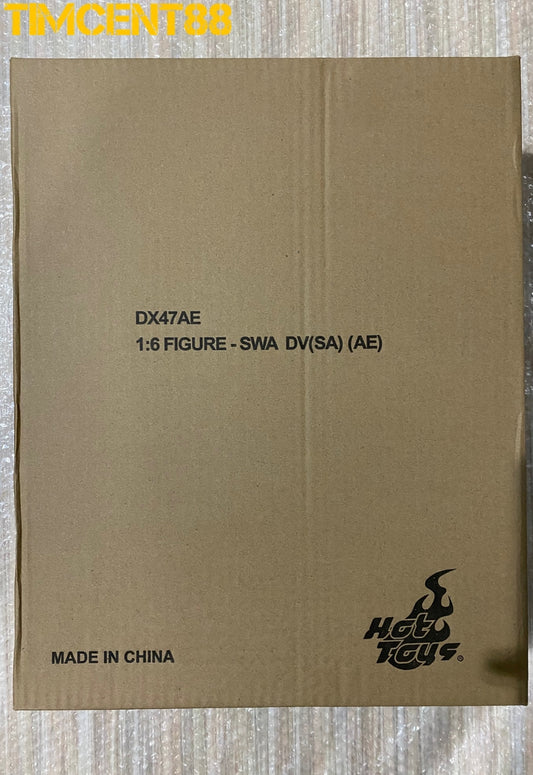 TIMCENT88
DX47AE
1:6 FIGURE - SWA DV(SA) (AE)
Hot
Toys®
MADE IN CHINA